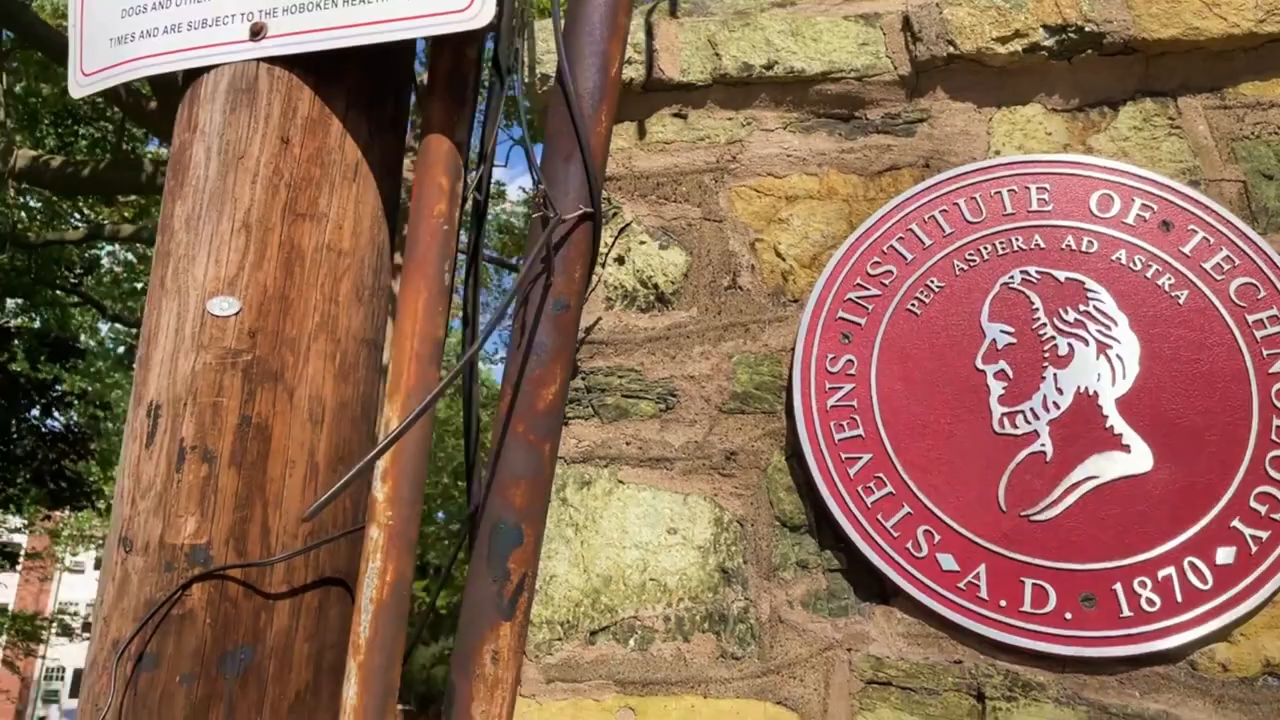 DOGS AND OTHER
TIMES AND ARE SUBJECT TO THE HOBOKEN HEALTH
STEVENS · INSTITUTE OF TECHNOLOGY
PER ASPERA AD ASTRA
A.D. 1870